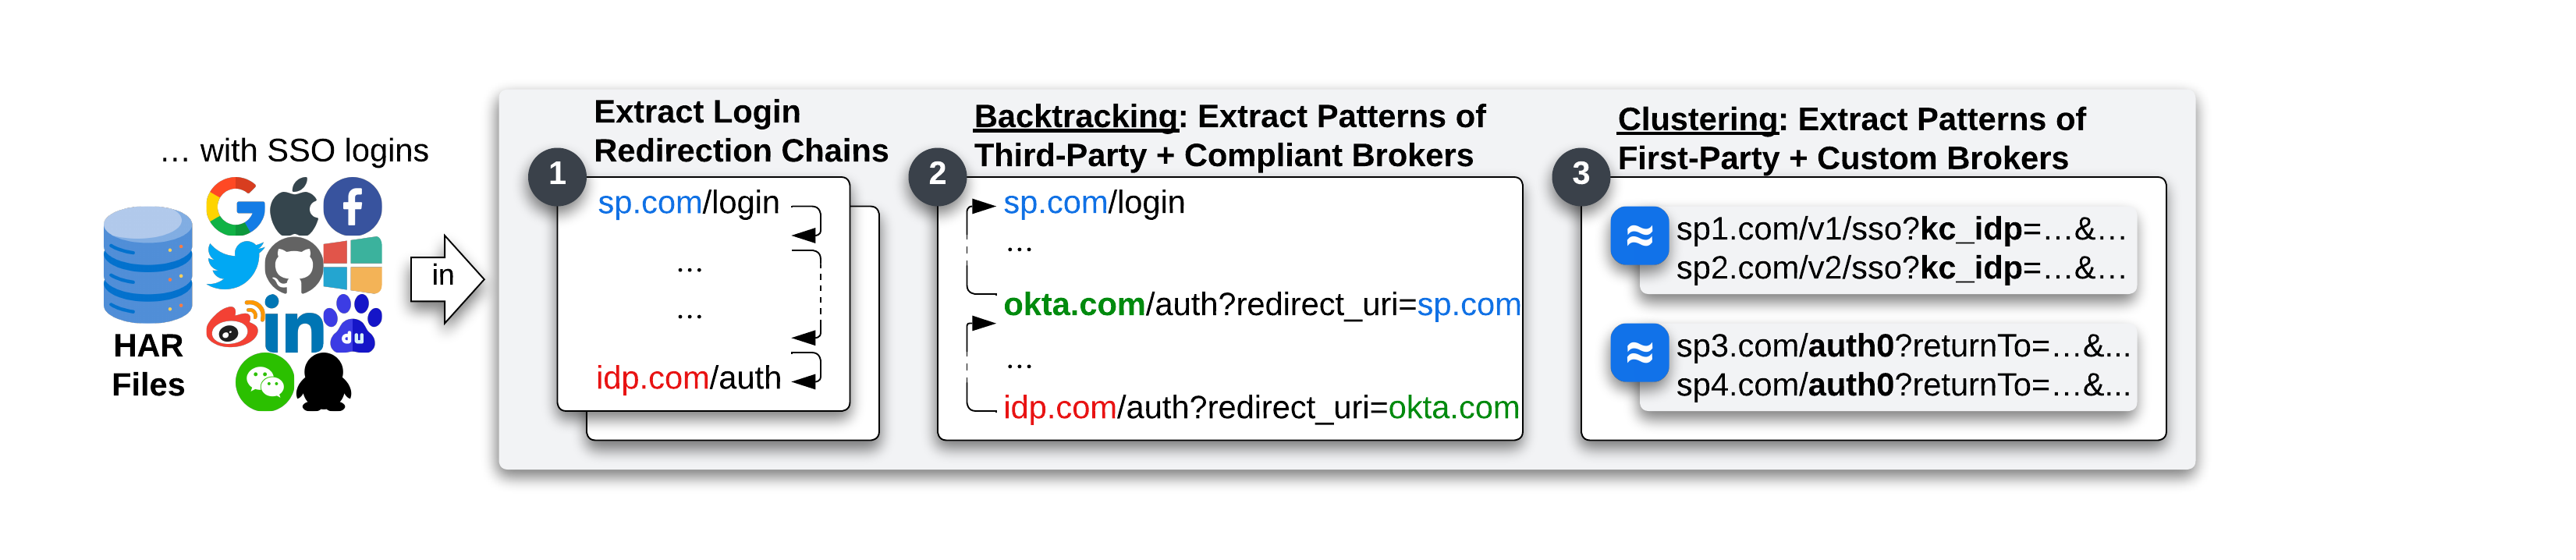 … with SSO logins
HAR
Files
in
du
in
1
Extract Login
Redirection Chains
sp.com/login
...
...
idp.com/auth
2
Backtracking: Extract Patterns of
Third-Party + Compliant Brokers
sp.com/login
...
okta.com/auth?redirect_uri=sp.com
...
idp.com/auth?redirect_uri=okta.com
3
Clustering: Extract Patterns of
First-Party + Custom Brokers
≈
sp1.com/v1/sso?kc_idp=…&…
sp2.com/v2/sso?kc_idp=…&…
≈
sp3.com/auth0?returnTo=…&...
sp4.com/auth0?returnTo=…&...